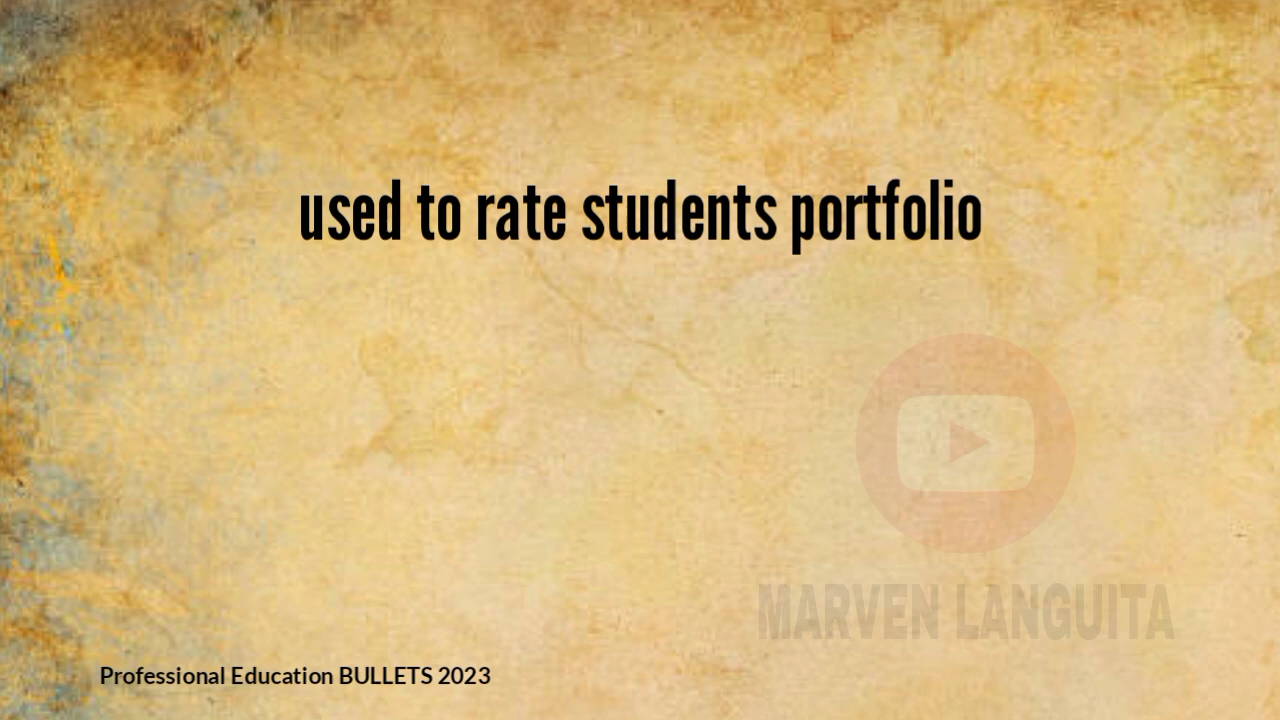 used to rate students portfolio
MARVEN LANGUITA
Professional Education BULLETS 2023